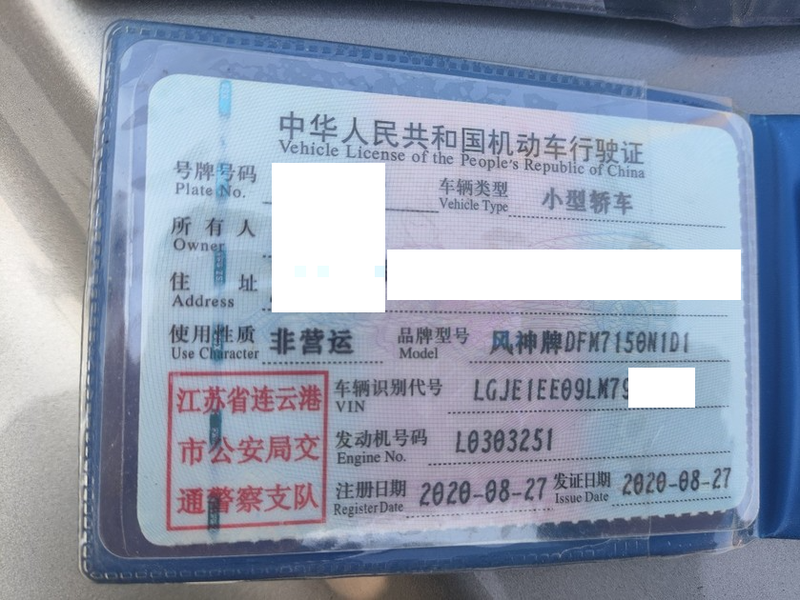 中华人民共和国机动车行驶证
Vehicle License of the People's Republic of China
号牌号码 车辆类型 小型轿车
Plate No. Vehicle Type
所有人
Owner
住址
Address
使用性质 非营运 品牌型号 风神牌DFM7150N1D1
Use Character Model
江苏省连云港
市公安局交
通警察支队
车辆识别代号 LGJE1EE09LM79
VIN
发动机号码 L0303251
Engine No.
注册日期 2020-08-27 发证日期 2020-08-27
Register Date Issue Date